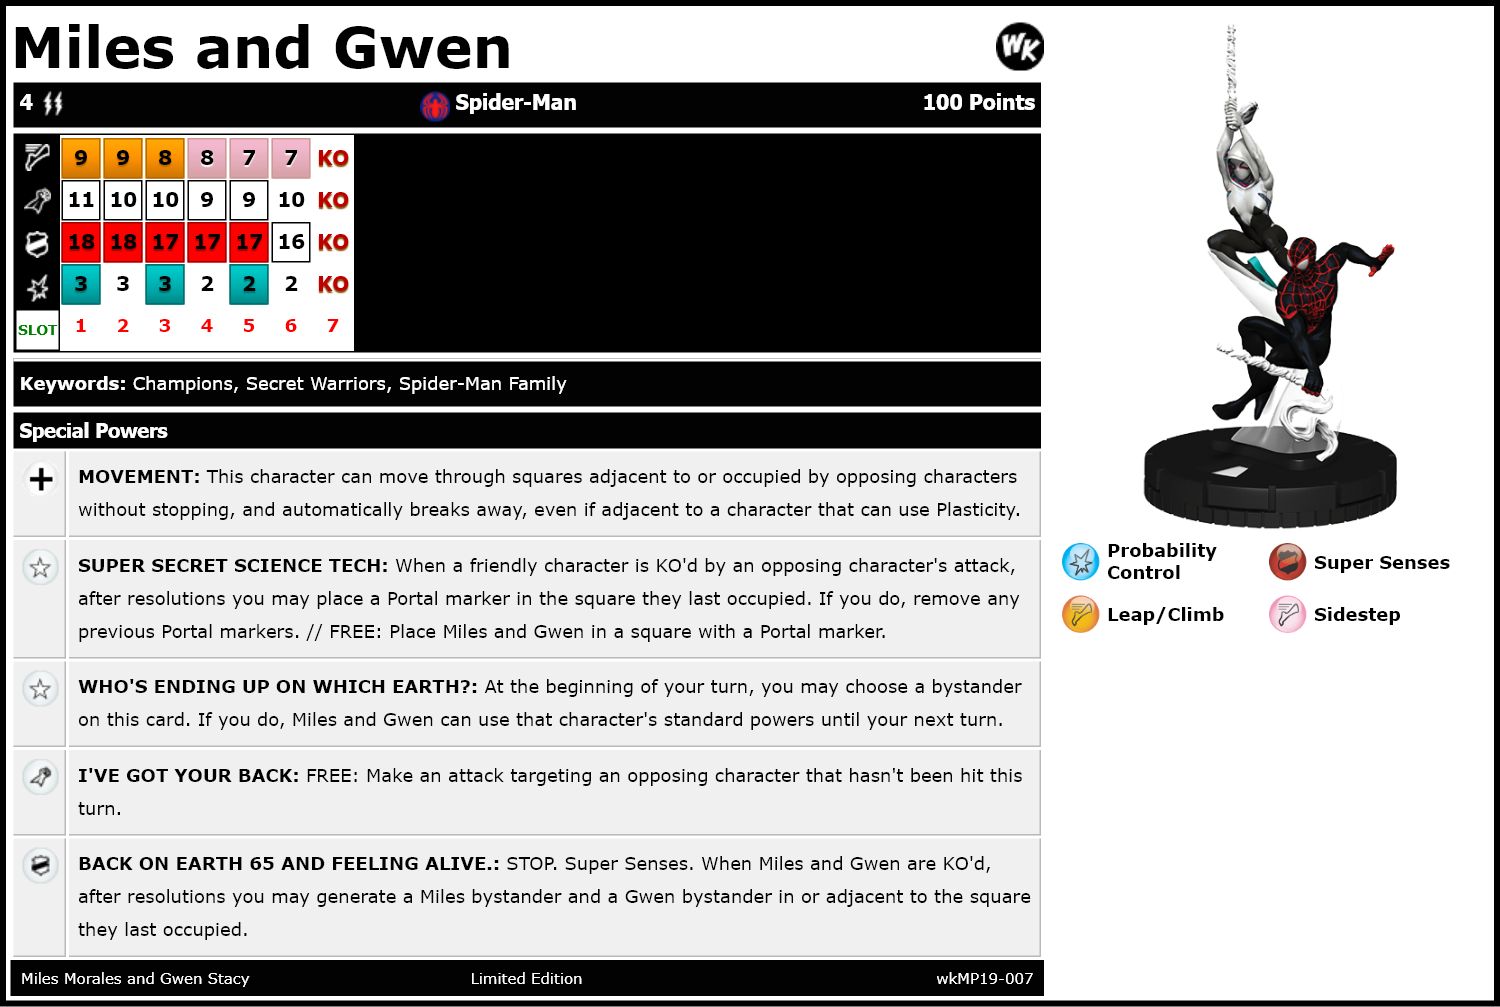 Miles and Gwen
WK
4 Spider-Man 100 Points
9 9 8 8 7 7 KO
11 10 10 9 9 10 KO
18 18 17 17 17 16 KO
3 3 3 2 2 2 KO
SLOT 1 2 3 4 5 6 7
Keywords: Champions, Secret Warriors, Spider-Man Family
Special Powers
MOVEMENT: This character can move through squares adjacent to or occupied by opposing characters
without stopping, and automatically breaks away, even if adjacent to a character that can use Plasticity.
SUPER SECRET SCIENCE TECH: When a friendly character is KO'd by an opposing character's attack,
after resolutions you may place a Portal marker in the square they last occupied. If you do, remove any
previous Portal markers. // FREE: Place Miles and Gwen in a square with a Portal marker.
WHO'S ENDING UP ON WHICH EARTH?: At the beginning of your turn, you may choose a bystander
on this card. If you do, Miles and Gwen can use that character's standard powers until your next turn.
I'VE GOT YOUR BACK: FREE: Make an attack targeting an opposing character that hasn't been hit this
turn.
BACK ON EARTH 65 AND FEELING ALIVE.: STOP. Super Senses. When Miles and Gwen are KO'd,
after resolutions you may generate a Miles bystander and a Gwen bystander in or adjacent to the square
they last occupied.
Miles Morales and Gwen Stacy Limited Edition wkMP19-007
Probability
Control
Super Senses
Leap/Climb
Sidestep